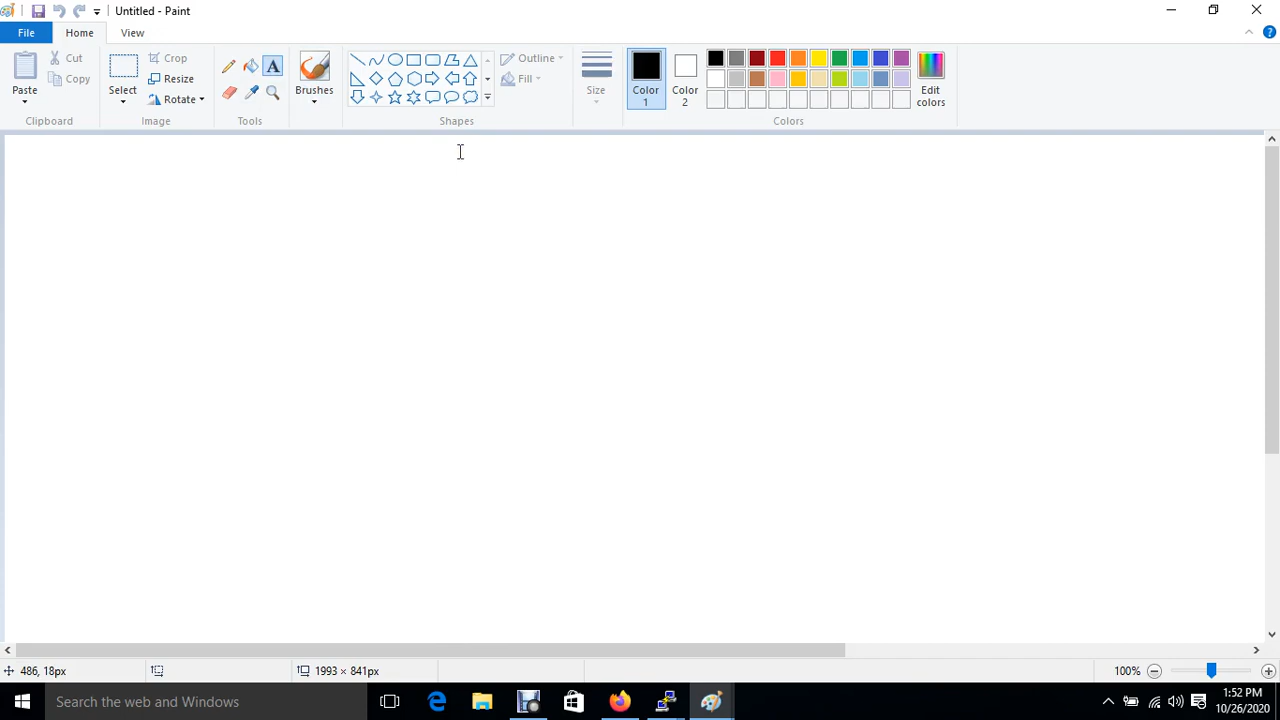 Untitled - Paint
File Home View
Paste Cut Copy Clipboard
Select Crop Resize Rotate Image
A Tools
Brushes
Shapes Outline Fill
Size
Color 1 Color 2 Edit colors Colors
486, 18px 1993 × 841px 100%
Search the web and Windows
1:52 PM
10/26/2020